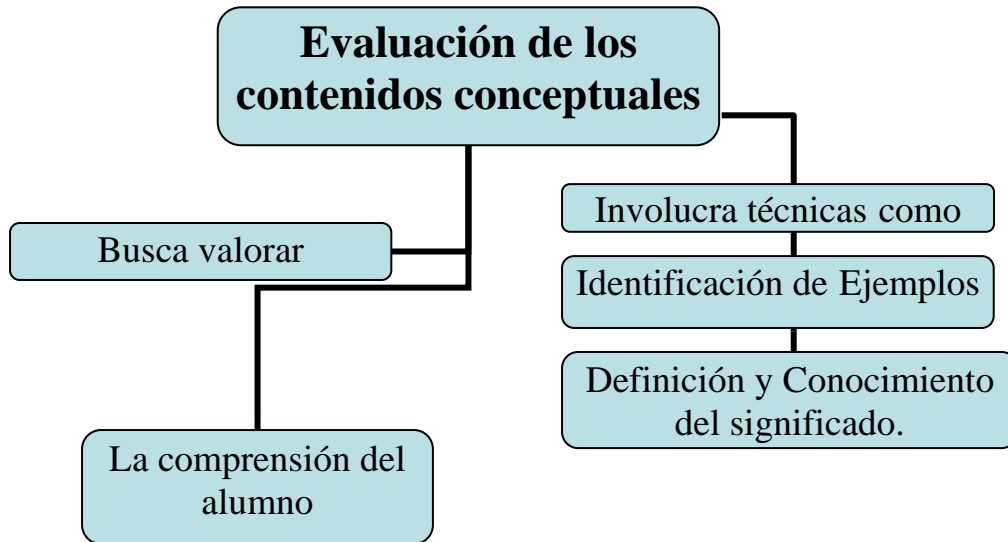 Evaluación de los
contenidos conceptuales
Busca valorar
La comprensión del
alumno
Involucra técnicas como
Identificación de Ejemplos
Definición y Conocimiento
del significado.